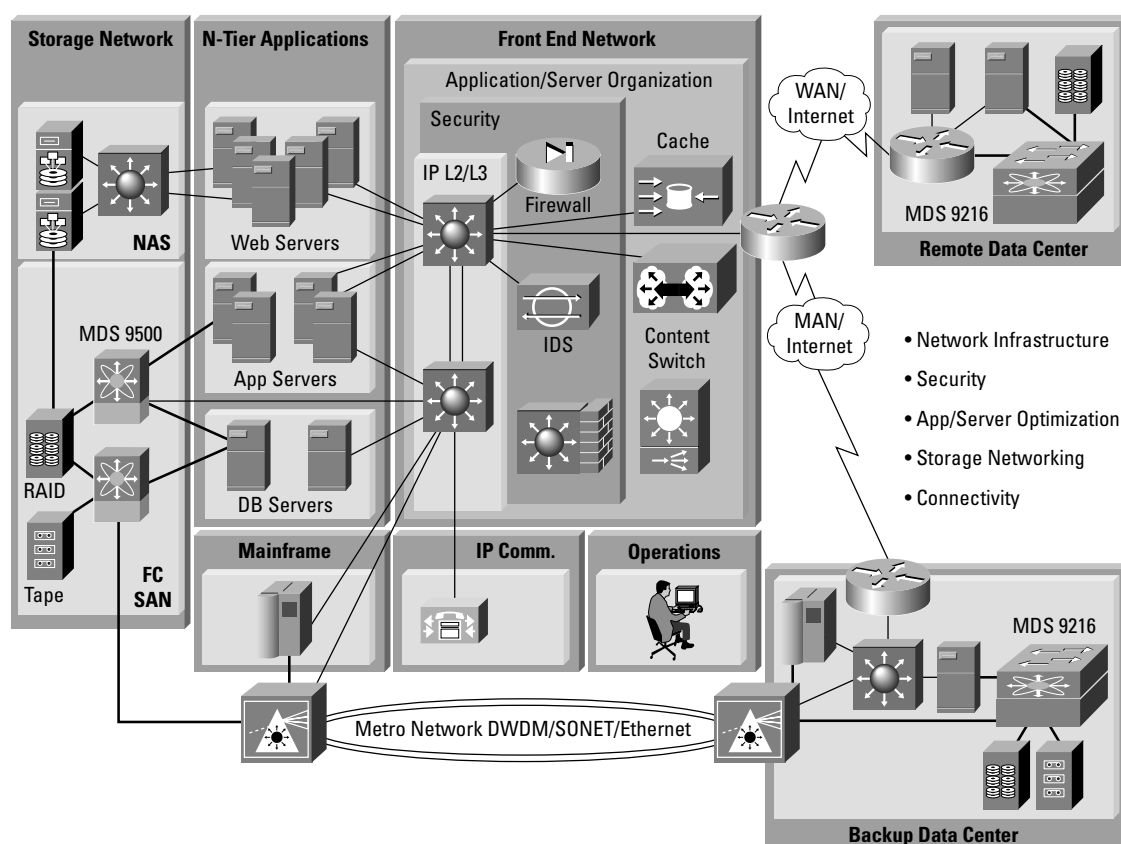 Storage Network
N-Tier Applications
Front End Network
Application/Server Organization
Security
IP L2/L3
Firewall
Cache
IDS
Content
Switch
NAS
Web Servers
MDS 9500
App Servers
RAID
DB Servers
Tape
FC
SAN
Mainframe
IP Comm.
Operations
WAN/
Internet
MDS 9216
Remote Data Center
MAN/
Internet
• Network Infrastructure
• Security
• App/Server Optimization
• Storage Networking
• Connectivity
MDS 9216
Metro Network DWDM/SONET/Ethernet
Backup Data Center